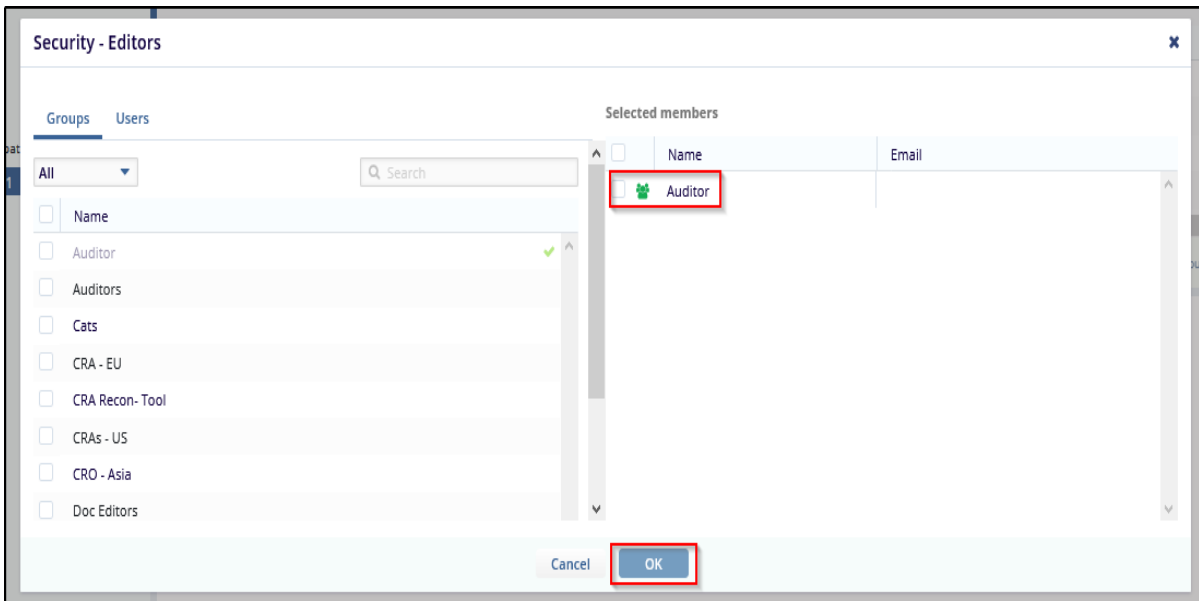 Security - Editors
Groups Users
Selected members
All
Search
Name
Auditor
Auditors
Cats
CRA - EU
CRA Recon- Tool
CRAs - US
CRO - Asia
Doc Editors
Name Email
Auditor
Cancel OK